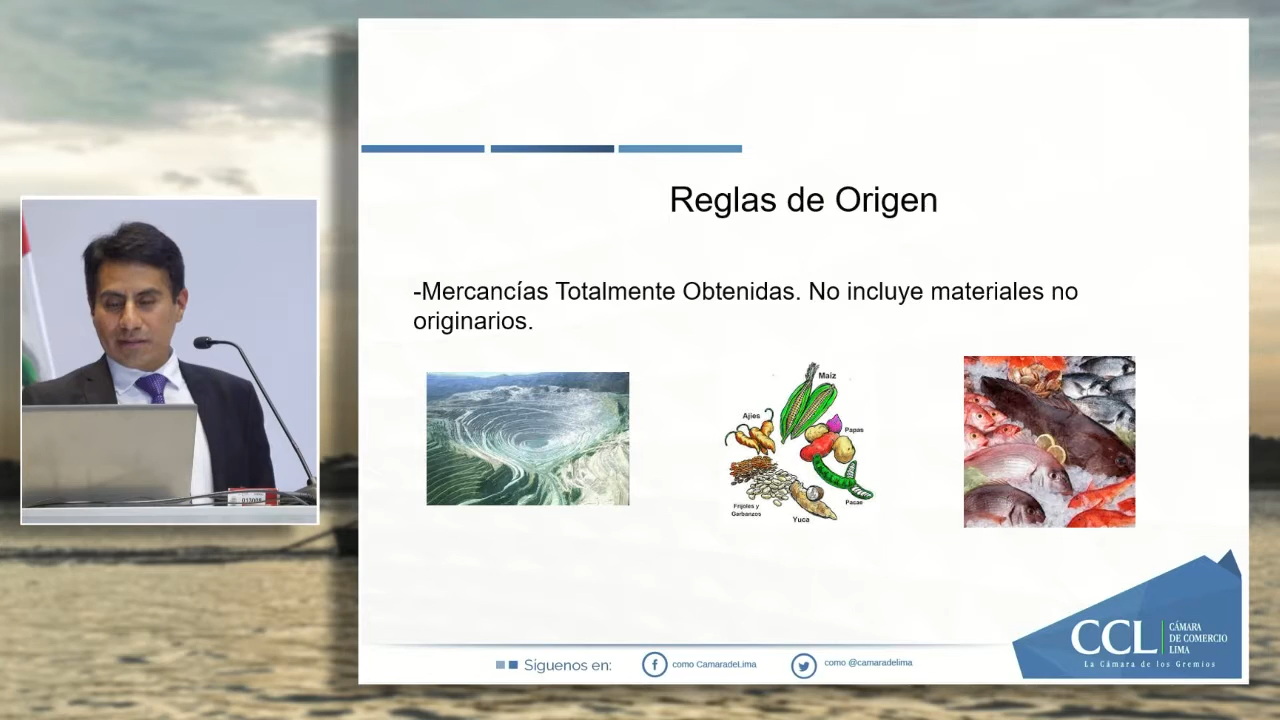 Reglas de Origen
-Mercancías Totalmente Obtenidas. No incluye materiales no
originarios.
Maíz
Ajíes
Papas
Pacae
Frijoles y
Garbanzos
Yuca
CCL
CÁMARA
DE COMERCIO
LIMA
La Cámara de los Gremios
Síguenos en:
como CamaradeLima
como @camaradelima